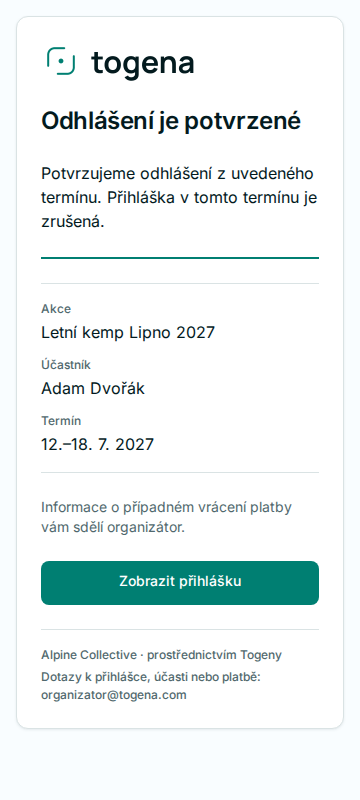 togena
Odhlášení je potvrzené
Potvrzujeme odhlášení z uvedeného
termínu. Přihláška v tomto termínu je
zrušená.
Akce
Letní kemp Lipno 2027
Účastník
Adam Dvořák
Termín
12.–18. 7. 2027
Informace o případném vrácení platby
vám sdělí organizátor.
Zobrazit přihlášku
Alpine Collective · prostřednictvím Togeny
Dotazy k přihlášce, účasti nebo platbě:
organizator@togena.com